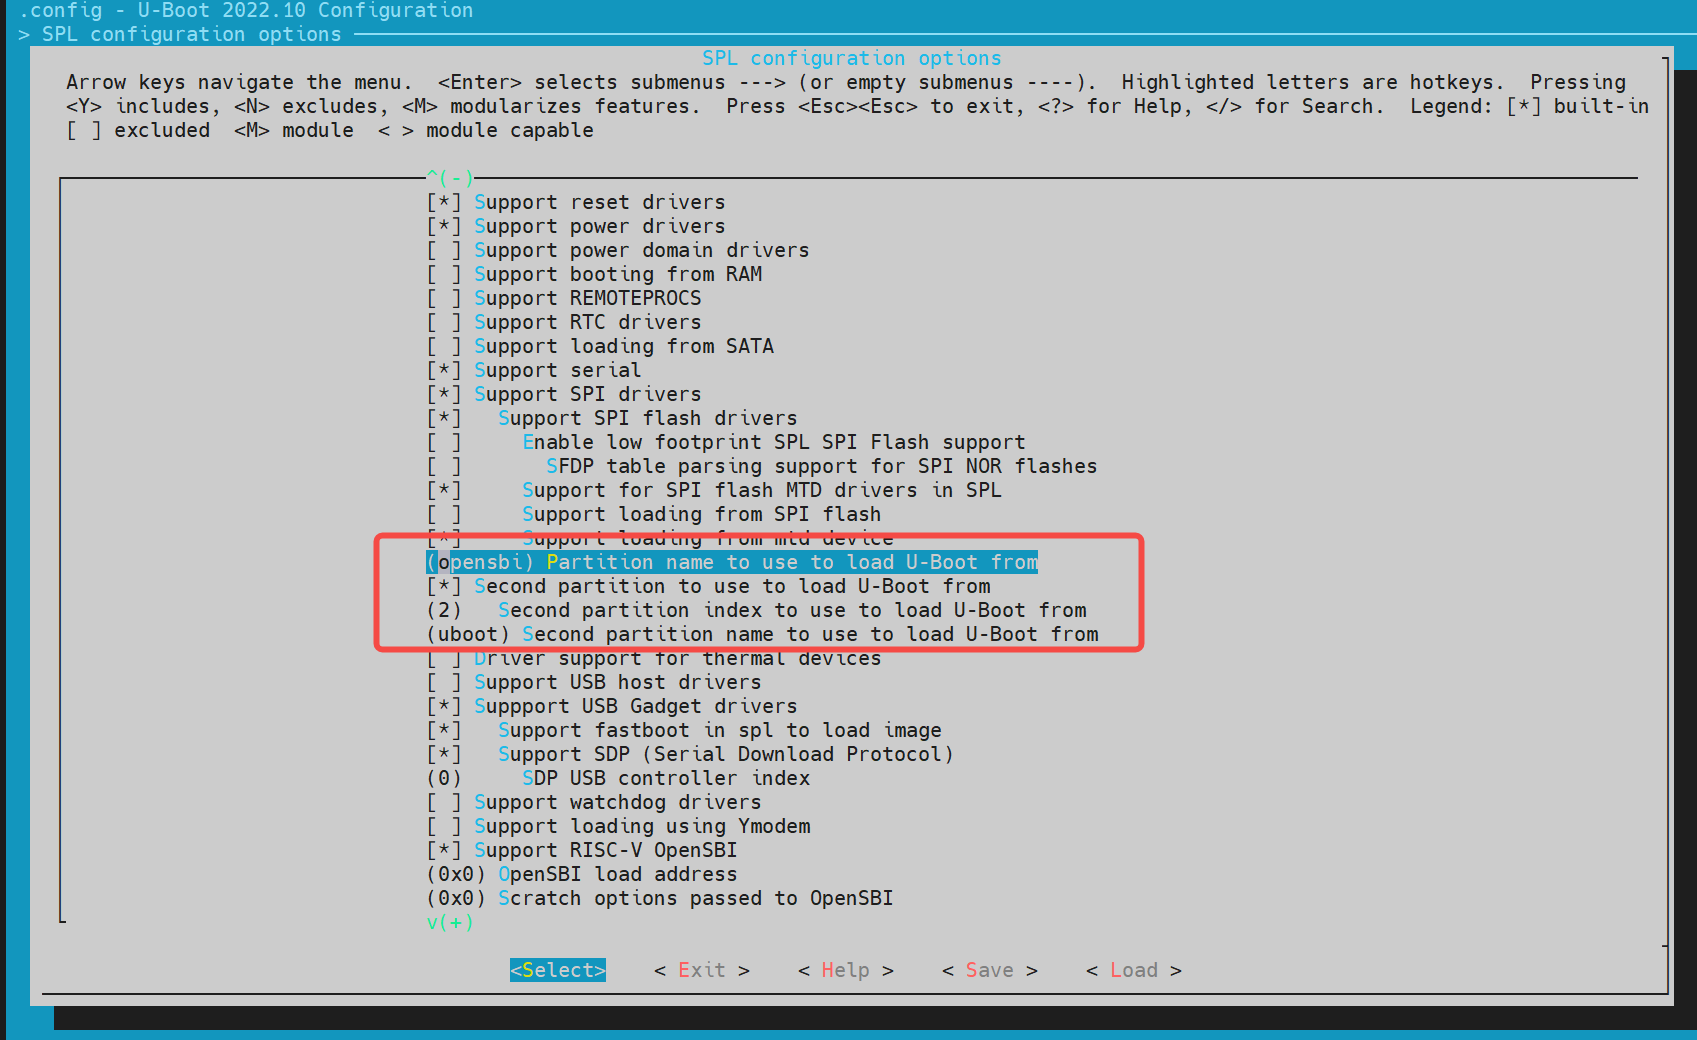 .config - U-Boot 2022.10 Configuration
> SPL configuration options
SPL configuration options
Arrow keys navigate the menu.  <Enter> selects submenus ---> (or empty submenus ----).  Highlighted letters are hotkeys.  Pressing
<Y> includes, <N> excludes, <M> modularizes features.  Press <Esc><Esc> to exit, <?> for Help, </> for Search.  Legend: [*] built-in
[ ] excluded  <M> module  < > module capable
^(-)
[*] Support reset drivers
[*] Support power drivers
[ ] Support power domain drivers
[ ] Support booting from RAM
[ ] Support REMOTEPROCS
[ ] Support RTC drivers
[ ] Support loading from SATA
[*] Support serial
[*] Support SPI drivers
[*]   Support SPI flash drivers
[ ]     Enable low footprint SPL SPI Flash support
[ ]       SFDP table parsing support for SPI NOR flashes
[*]     Support for SPI flash MTD drivers in SPL
[ ]     Support loading from SPI flash
[*]     Support loading from mtd device
(opensbi) Partition name to use to load U-Boot from
[*] Second partition to use to load U-Boot from
(2)   Second partition index to use to load U-Boot from
(uboot) Second partition name to use to load U-Boot from
[ ] Driver support for thermal devices
[ ] Support USB host drivers
[*] Suppport USB Gadget drivers
[*]   Support fastboot in spl to load image
[*]   Support SDP (Serial Download Protocol)
(0)     SDP USB controller index
[ ] Support watchdog drivers
[ ] Support loading using Ymodem
[*] Support RISC-V OpenSBI
(0x0) OpenSBI load address
(0x0) Scratch options passed to OpenSBI
v(+)
<Select>    < Exit >    < Help >    < Save >    < Load >